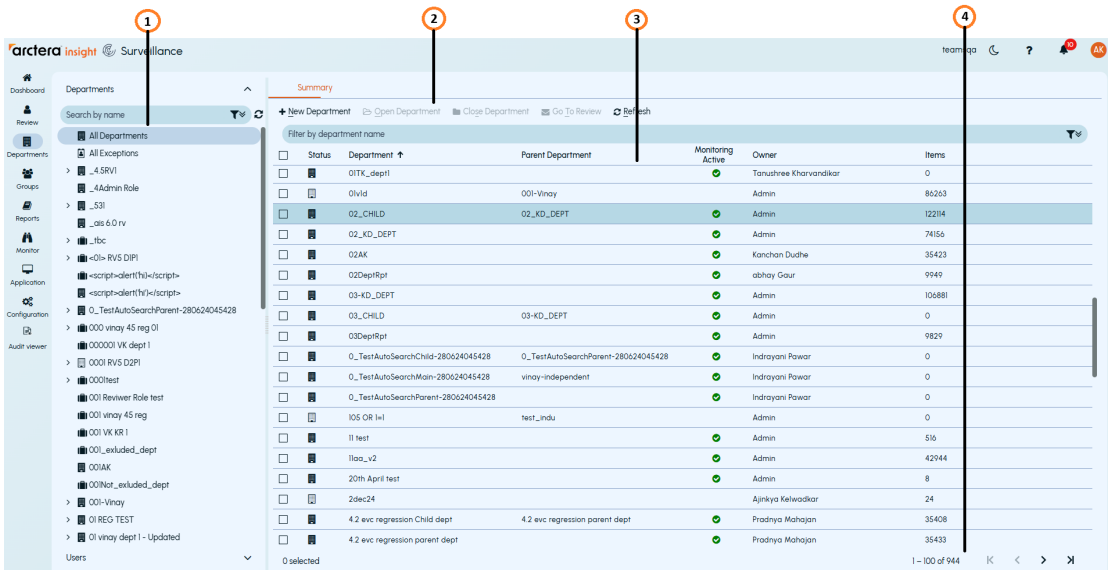 1 2 3 4
arctera insight Surveillance teamsqa ? 10 AK
Dashboard
Review
Departments
Groups
Reports
Monitor
Application
Configuration
Audit viewer
Departments
Search by name
All Departments
All Exceptions
_4.5RV1
_4Admin Role
_531
_ais 6.0 rv
_tbc
<01> RV5 D1P1
<script>alert('hi)</script>
<script>alert('hi')</script>
0_TestAutoSearchParent-280624045428
000 vinay 45 reg 01
000001 VK dept 1
0001 RV5 D2P1
0001test
001 Reviwer Role test
001 vinay 45 reg
001 VK KR 1
001_exluded_dept
001AK
001Not_exluded_dept
001-Vinay
01 REG TEST
01 vinay dept 1 - Updated
Users
Summary
New Department Open Department Close Department Go To Review Refresh
Filter by department name
Status Department Parent Department Monitoring Active Owner Items
01TK_dept1 Tanushree Kharvandikar 0
01v1d 001-Vinay Admin 86263
02_CHILD 02_KD_DEPT Admin 122114
02_KD_DEPT Admin 74156
02AK Kanchan Dudhe 35423
02DeptRpt abhay Gaur 9949
03-KD_DEPT Admin 106881
03_CHILD 03-KD_DEPT Admin 0
03DeptRpt Admin 9829
0_TestAutoSearchChild-280624045428 0_TestAutoSearchParent-280624045428 Indrayani Pawar 0
0_TestAutoSearchMain-280624045428 vinay-independent Indrayani Pawar 0
0_TestAutoSearchParent-280624045428 Indrayani Pawar 0
105 OR 1=1 test_indu Admin 0
11 test Admin 516
11aa_v2 Admin 42944
20th April test Admin 8
2dec24 Ajinkya Kelwadkar 24
4.2 evc regression Child dept 4.2 evc regression parent dept Pradnya Mahajan 35408
4.2 evc regression parent dept Pradnya Mahajan 35433
0 selected 1 – 100 of 944